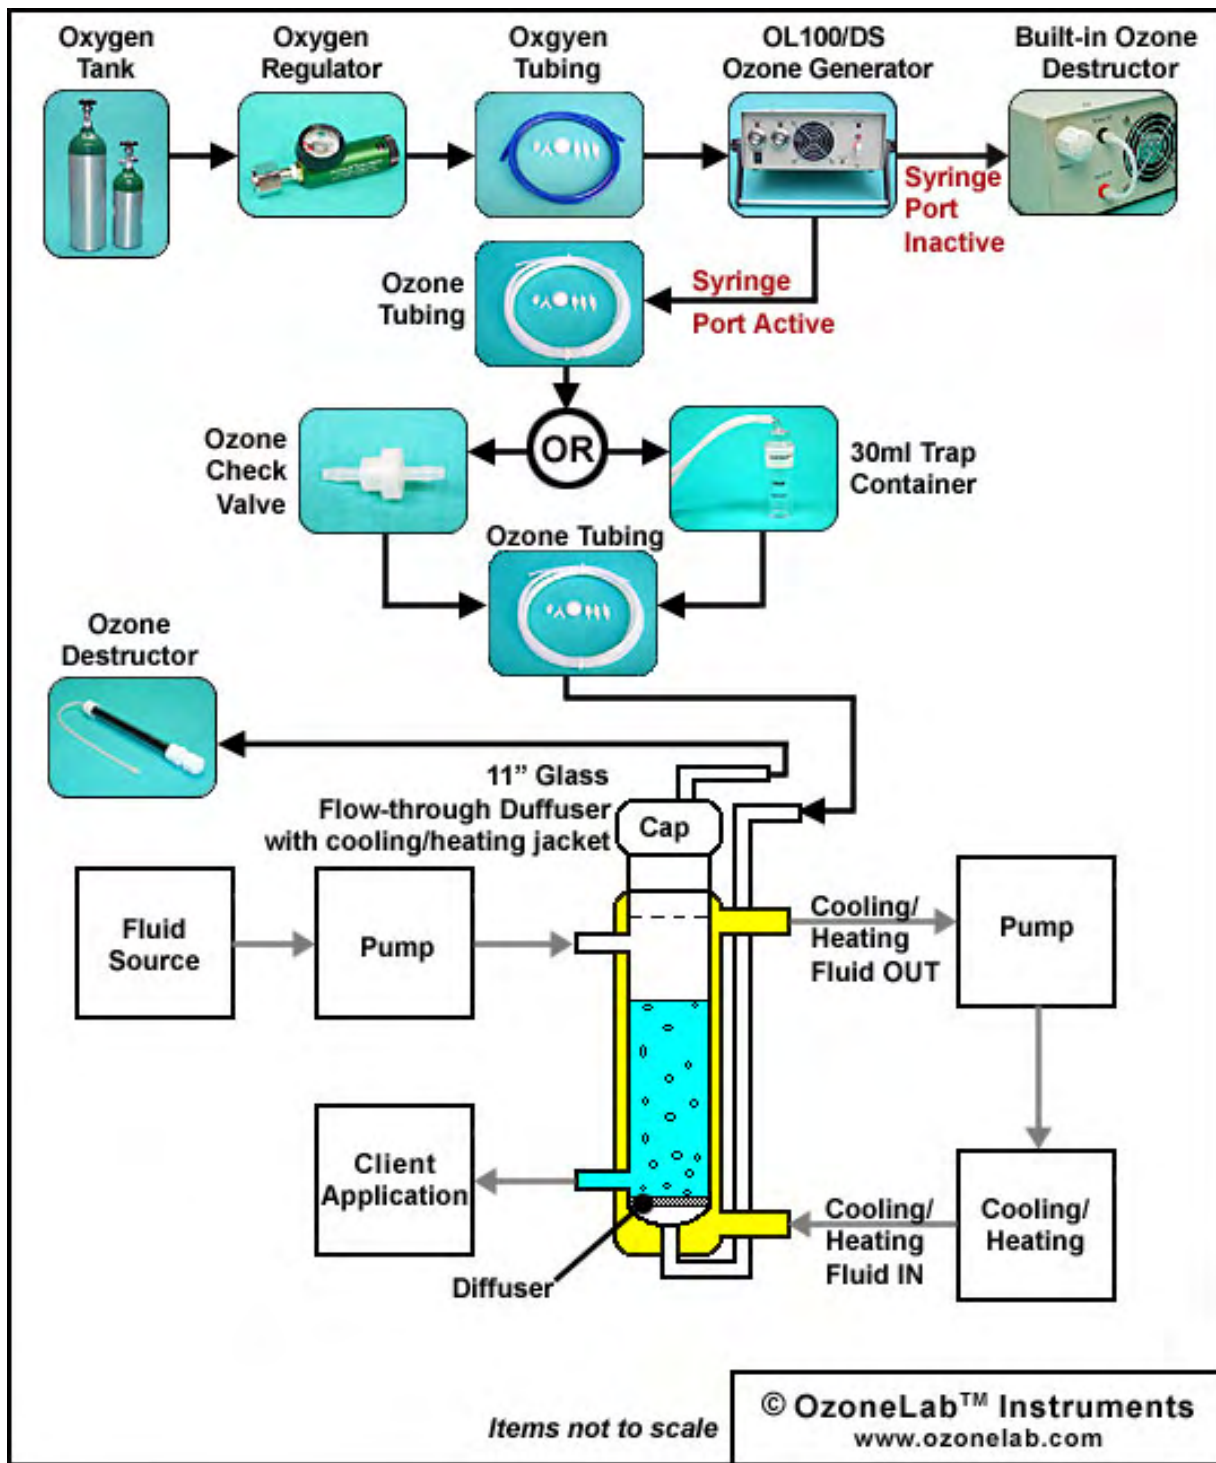 Oxygen
Tank
Oxygen
Regulator
Oxgyen
Tubing
OL100/DS
Ozone Generator
Built-in Ozone
Destructor
Syringe
Port
Inactive
Ozone
Tubing
Syringe
Port Active
Ozone
Check
Valve
OR
30ml Trap
Container
Ozone Tubing
Ozone
Destructor
11” Glass
Flow-through Duffuser
with cooling/heating jacket
Cap
Fluid
Source
Pump
Cooling/
Heating
Fluid OUT
Pump
Client
Application
Cooling/
Heating
Fluid IN
Cooling/
Heating
Diffuser
Items not to scale
© OzoneLab™ Instruments
www.ozonelab.com